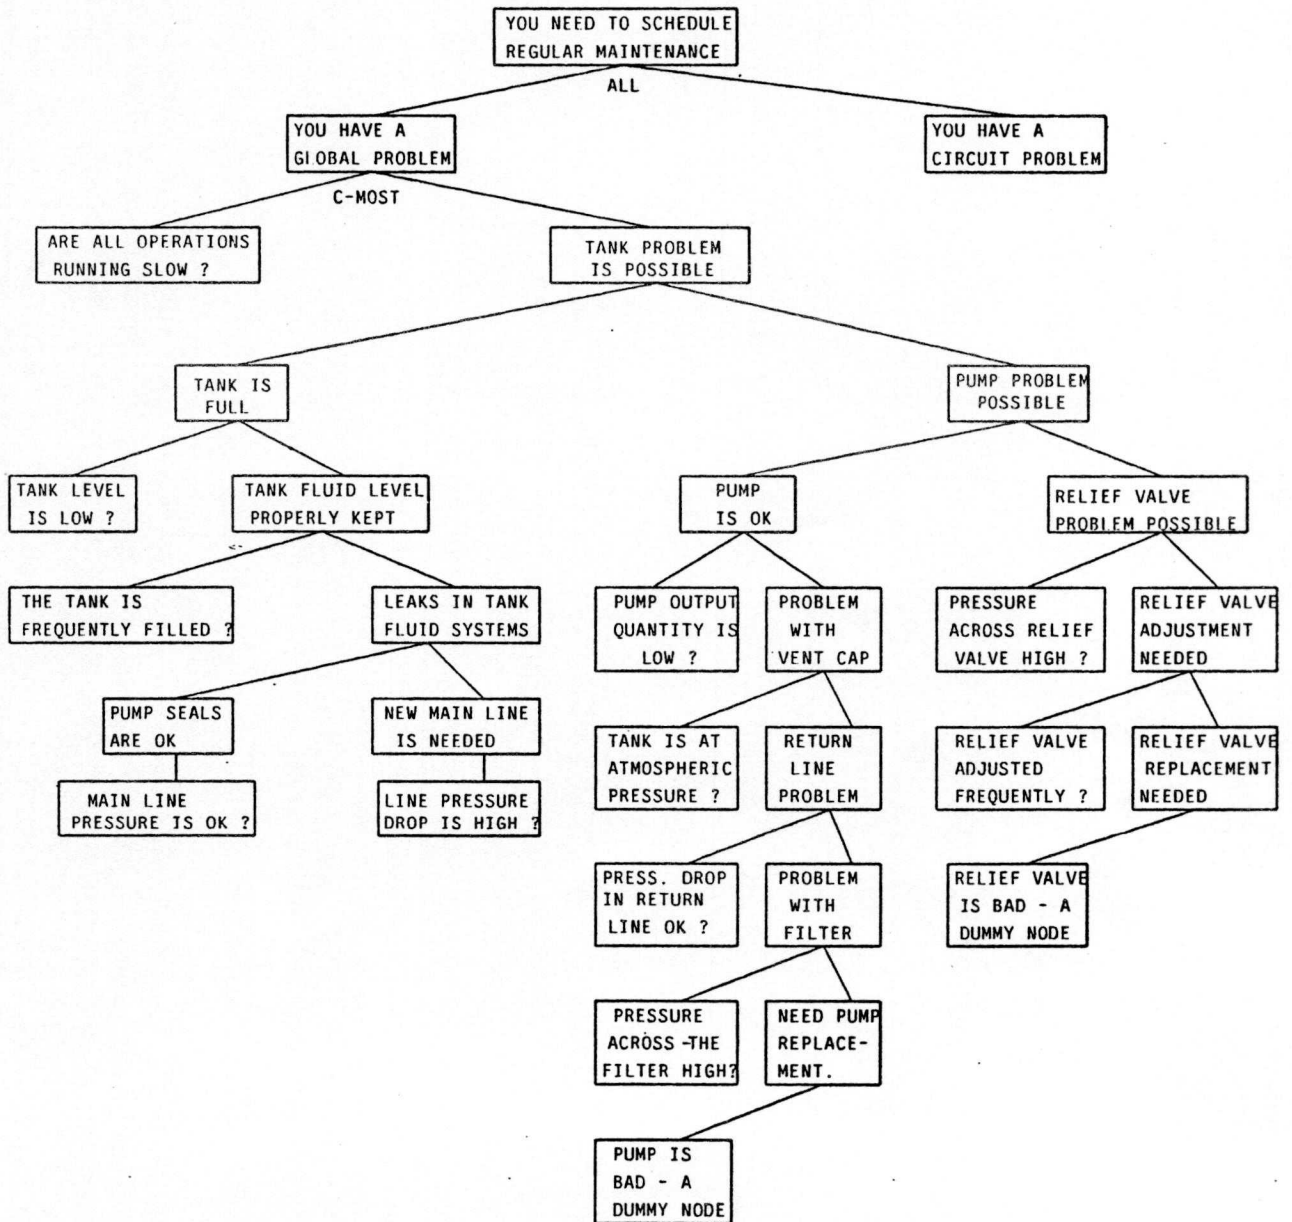 YOU NEED TO SCHEDULE
REGULAR MAINTENANCE
ALL
YOU HAVE A
GLOBAL PROBLEM
YOU HAVE A
CIRCUIT PROBLEM
C-MOST
ARE ALL OPERATIONS
RUNNING SLOW ?
TANK PROBLEM
IS POSSIBLE
TANK IS
FULL
PUMP PROBLEM
POSSIBLE
TANK LEVEL
IS LOW ?
TANK FLUID LEVEL
PROPERLY KEPT
PUMP
IS OK
RELIEF VALVE
PROBLEM POSSIBLE
THE TANK IS
FREQUENTLY FILLED ?
LEAKS IN TANK
FLUID SYSTEMS
PUMP OUTPUT
QUANTITY IS
LOW ?
PROBLEM
WITH
VENT CAP
PRESSURE
ACROSS RELIEF
VALVE HIGH ?
RELIEF VALVE
ADJUSTMENT
NEEDED
PUMP SEALS
ARE OK
NEW MAIN LINE
IS NEEDED
TANK IS AT
ATMOSPHERIC
PRESSURE ?
RETURN
LINE
PROBLEM
RELIEF VALVE
ADJUSTED
FREQUENTLY ?
RELIEF VALVE
REPLACEMENT
NEEDED
MAIN LINE
PRESSURE IS OK ?
LINE PRESSURE
DROP IS HIGH ?
PRESS. DROP
IN RETURN
LINE OK ?
PROBLEM
WITH
FILTER
RELIEF VALVE
IS BAD - A
DUMMY NODE
PRESSURE
ACROSS -THE
FILTER HIGH?
NEED PUMP
REPLACE-
MENT.
PUMP IS
BAD - A
DUMMY NODE